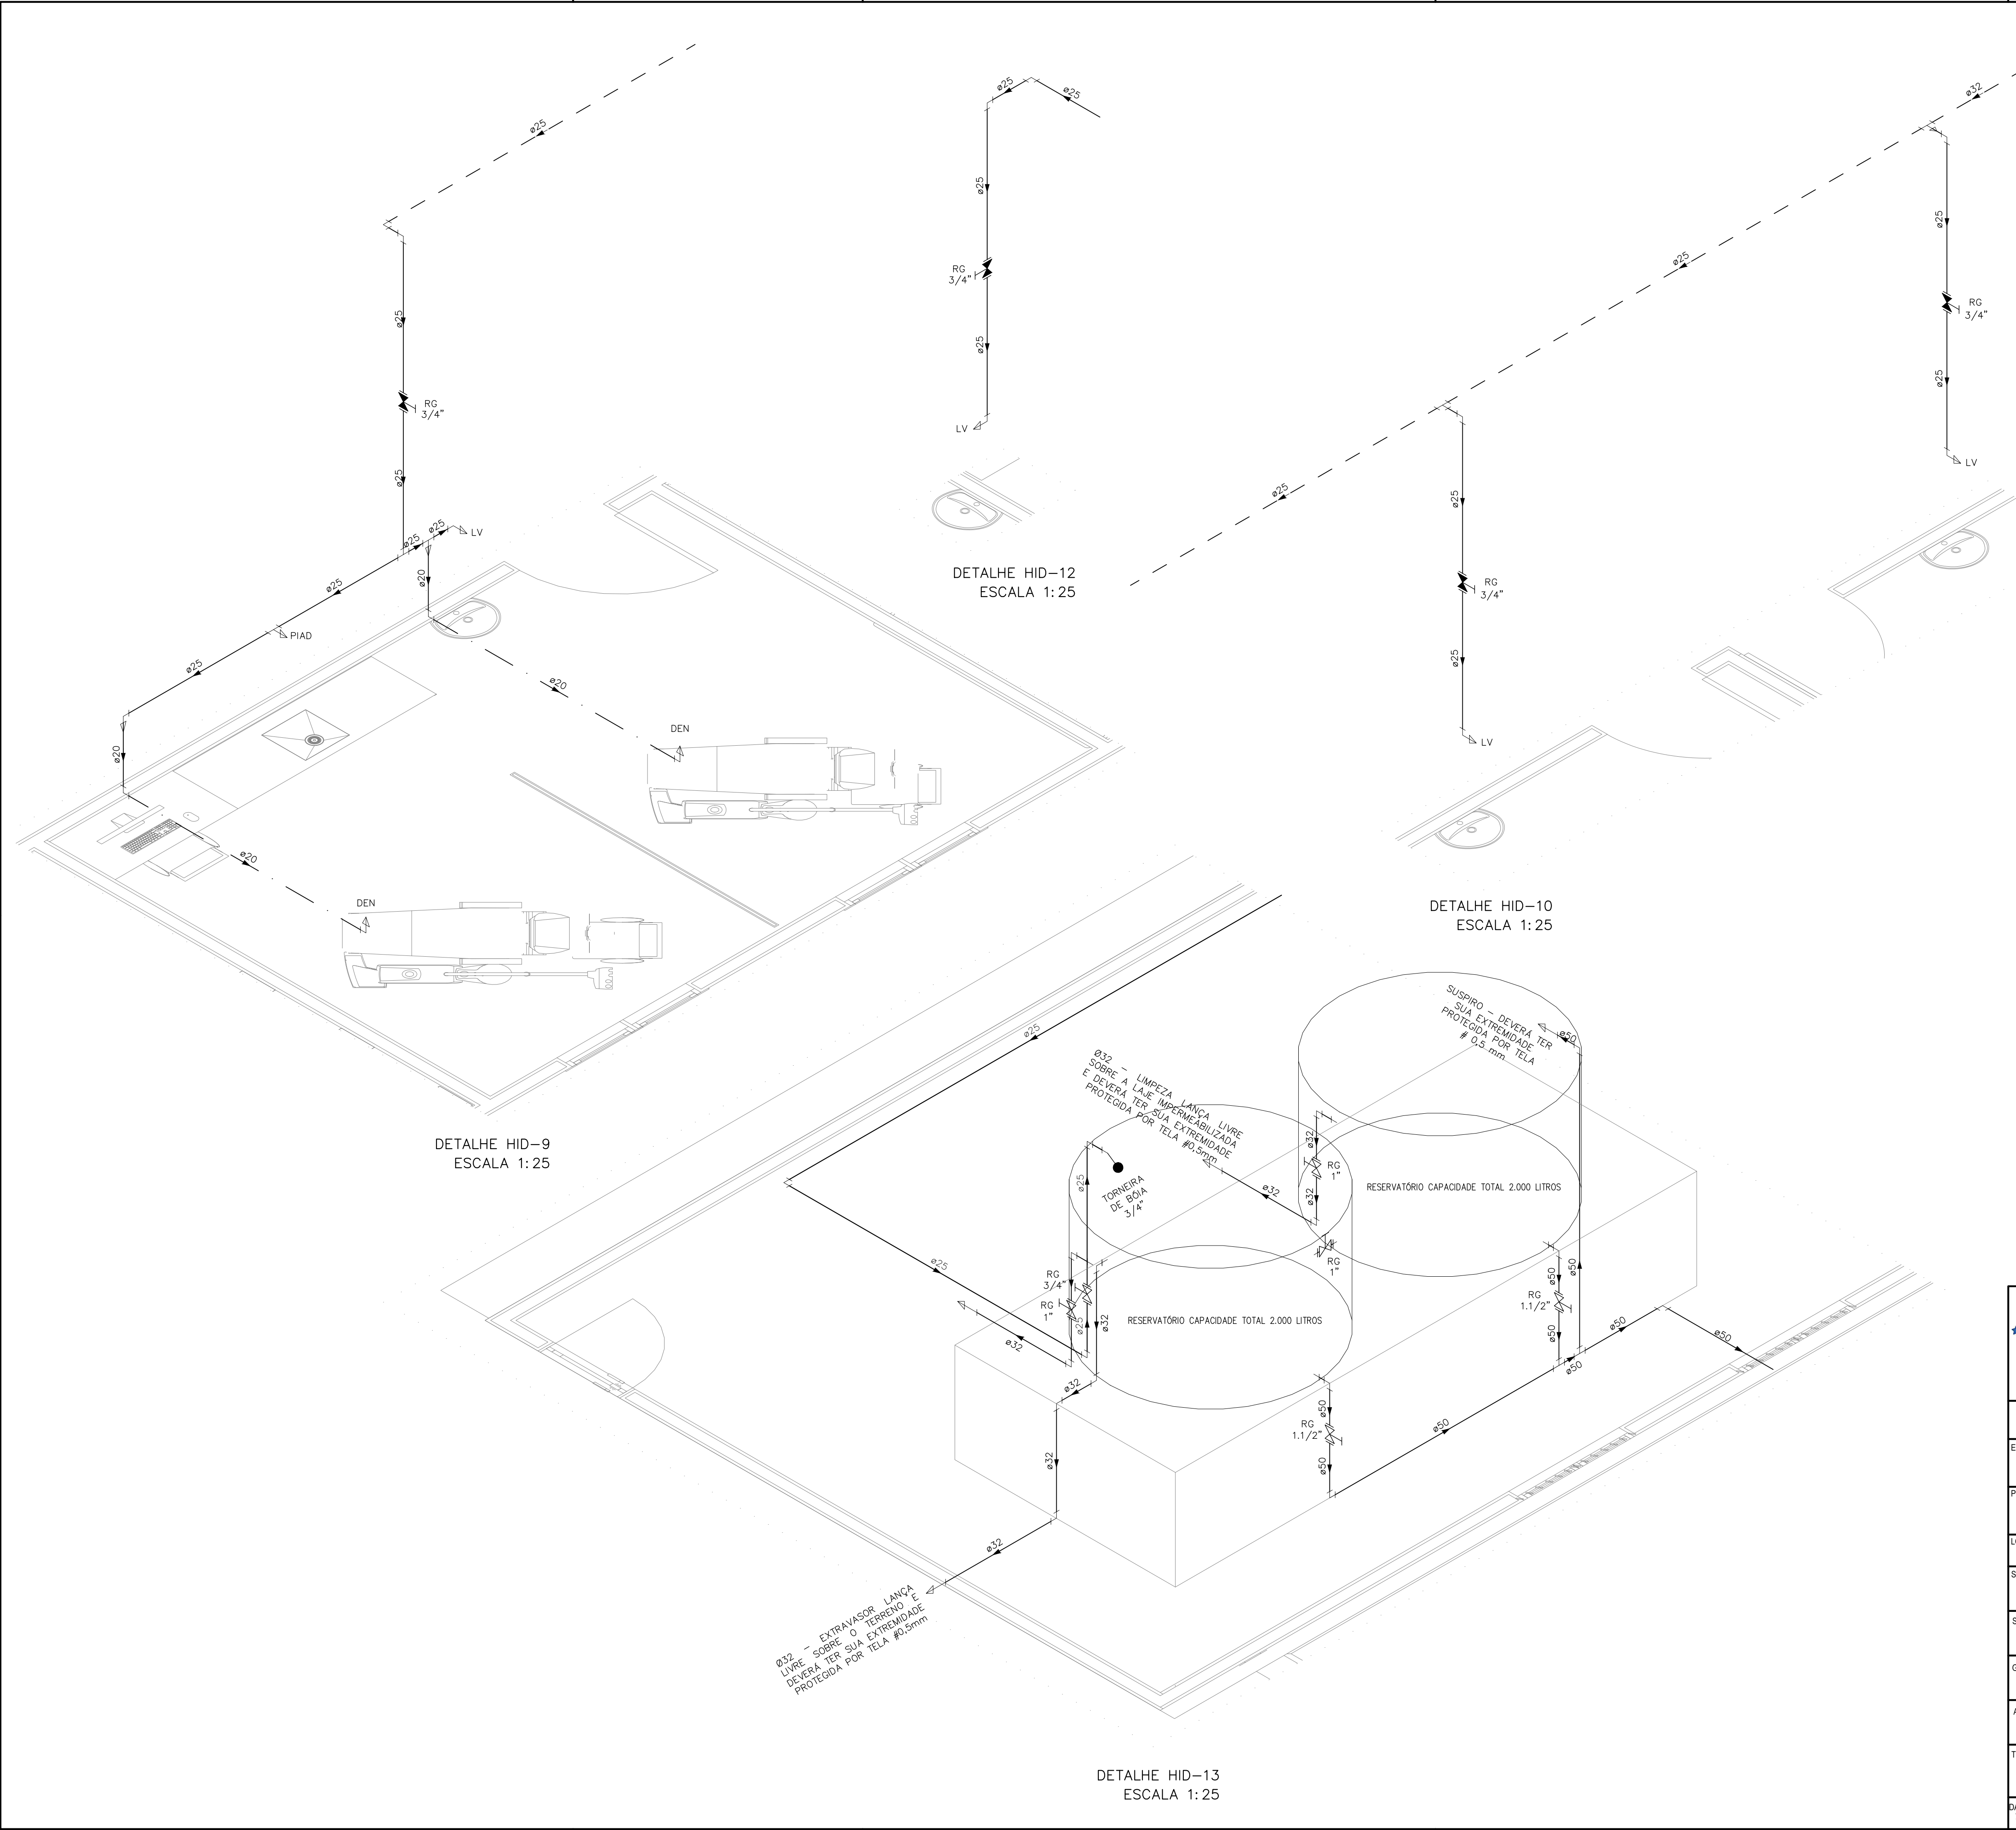 ø25
ø25
RG
3/4"
ø25
ø25
ø25
LV
ø20
ø25
PIAD
ø25
ø20
ø20
DEN
ø20
DEN
DETALHE HID-9
ESCALA 1:25
ø25
ø25
ø25
RG
3/4"
ø25
LV
DETALHE HID-12
ESCALA 1:25
ø32
ø25
RG
3/4"
ø25
LV
ø25
ø25
ø25
RG
3/4"
ø25
LV
DETALHE HID-10
ESCALA 1:25
ø25
ø25
SUSPIRO - DEVERÁ TER
SUA EXTREMIDADE
PROTEGIDA POR TELA
# 0,5 mm
ø50
Ø32 - LIMPEZA LANÇA LIVRE
SOBRE A LAJE IMPERMEABILIZADA
E DEVERÁ TER SUA EXTREMIDADE
PROTEGIDA POR TELA #0,5mm
ø32
RG
1"
ø32
ø32
RG
1"
ø25
TORNEIRA
DE BÓIA
3/4"
RESERVATÓRIO CAPACIDADE TOTAL 2.000 LITROS
RG
3/4"
RG
1"
ø25
ø32
ø32
RESERVATÓRIO CAPACIDADE TOTAL 2.000 LITROS
ø50
ø50
RG
1.1/2"
ø50
ø50
ø50
ø50
ø32
ø50
RG
1.1/2"
ø50
ø50
ø32
ø32
Ø32 - EXTRAVASOR LANÇA
LIVRE SOBRE O TERRENO E
DEVERÁ TER SUA EXTREMIDADE
PROTEGIDA POR TELA #0,5mm
DETALHE HID-13
ESCALA 1:25